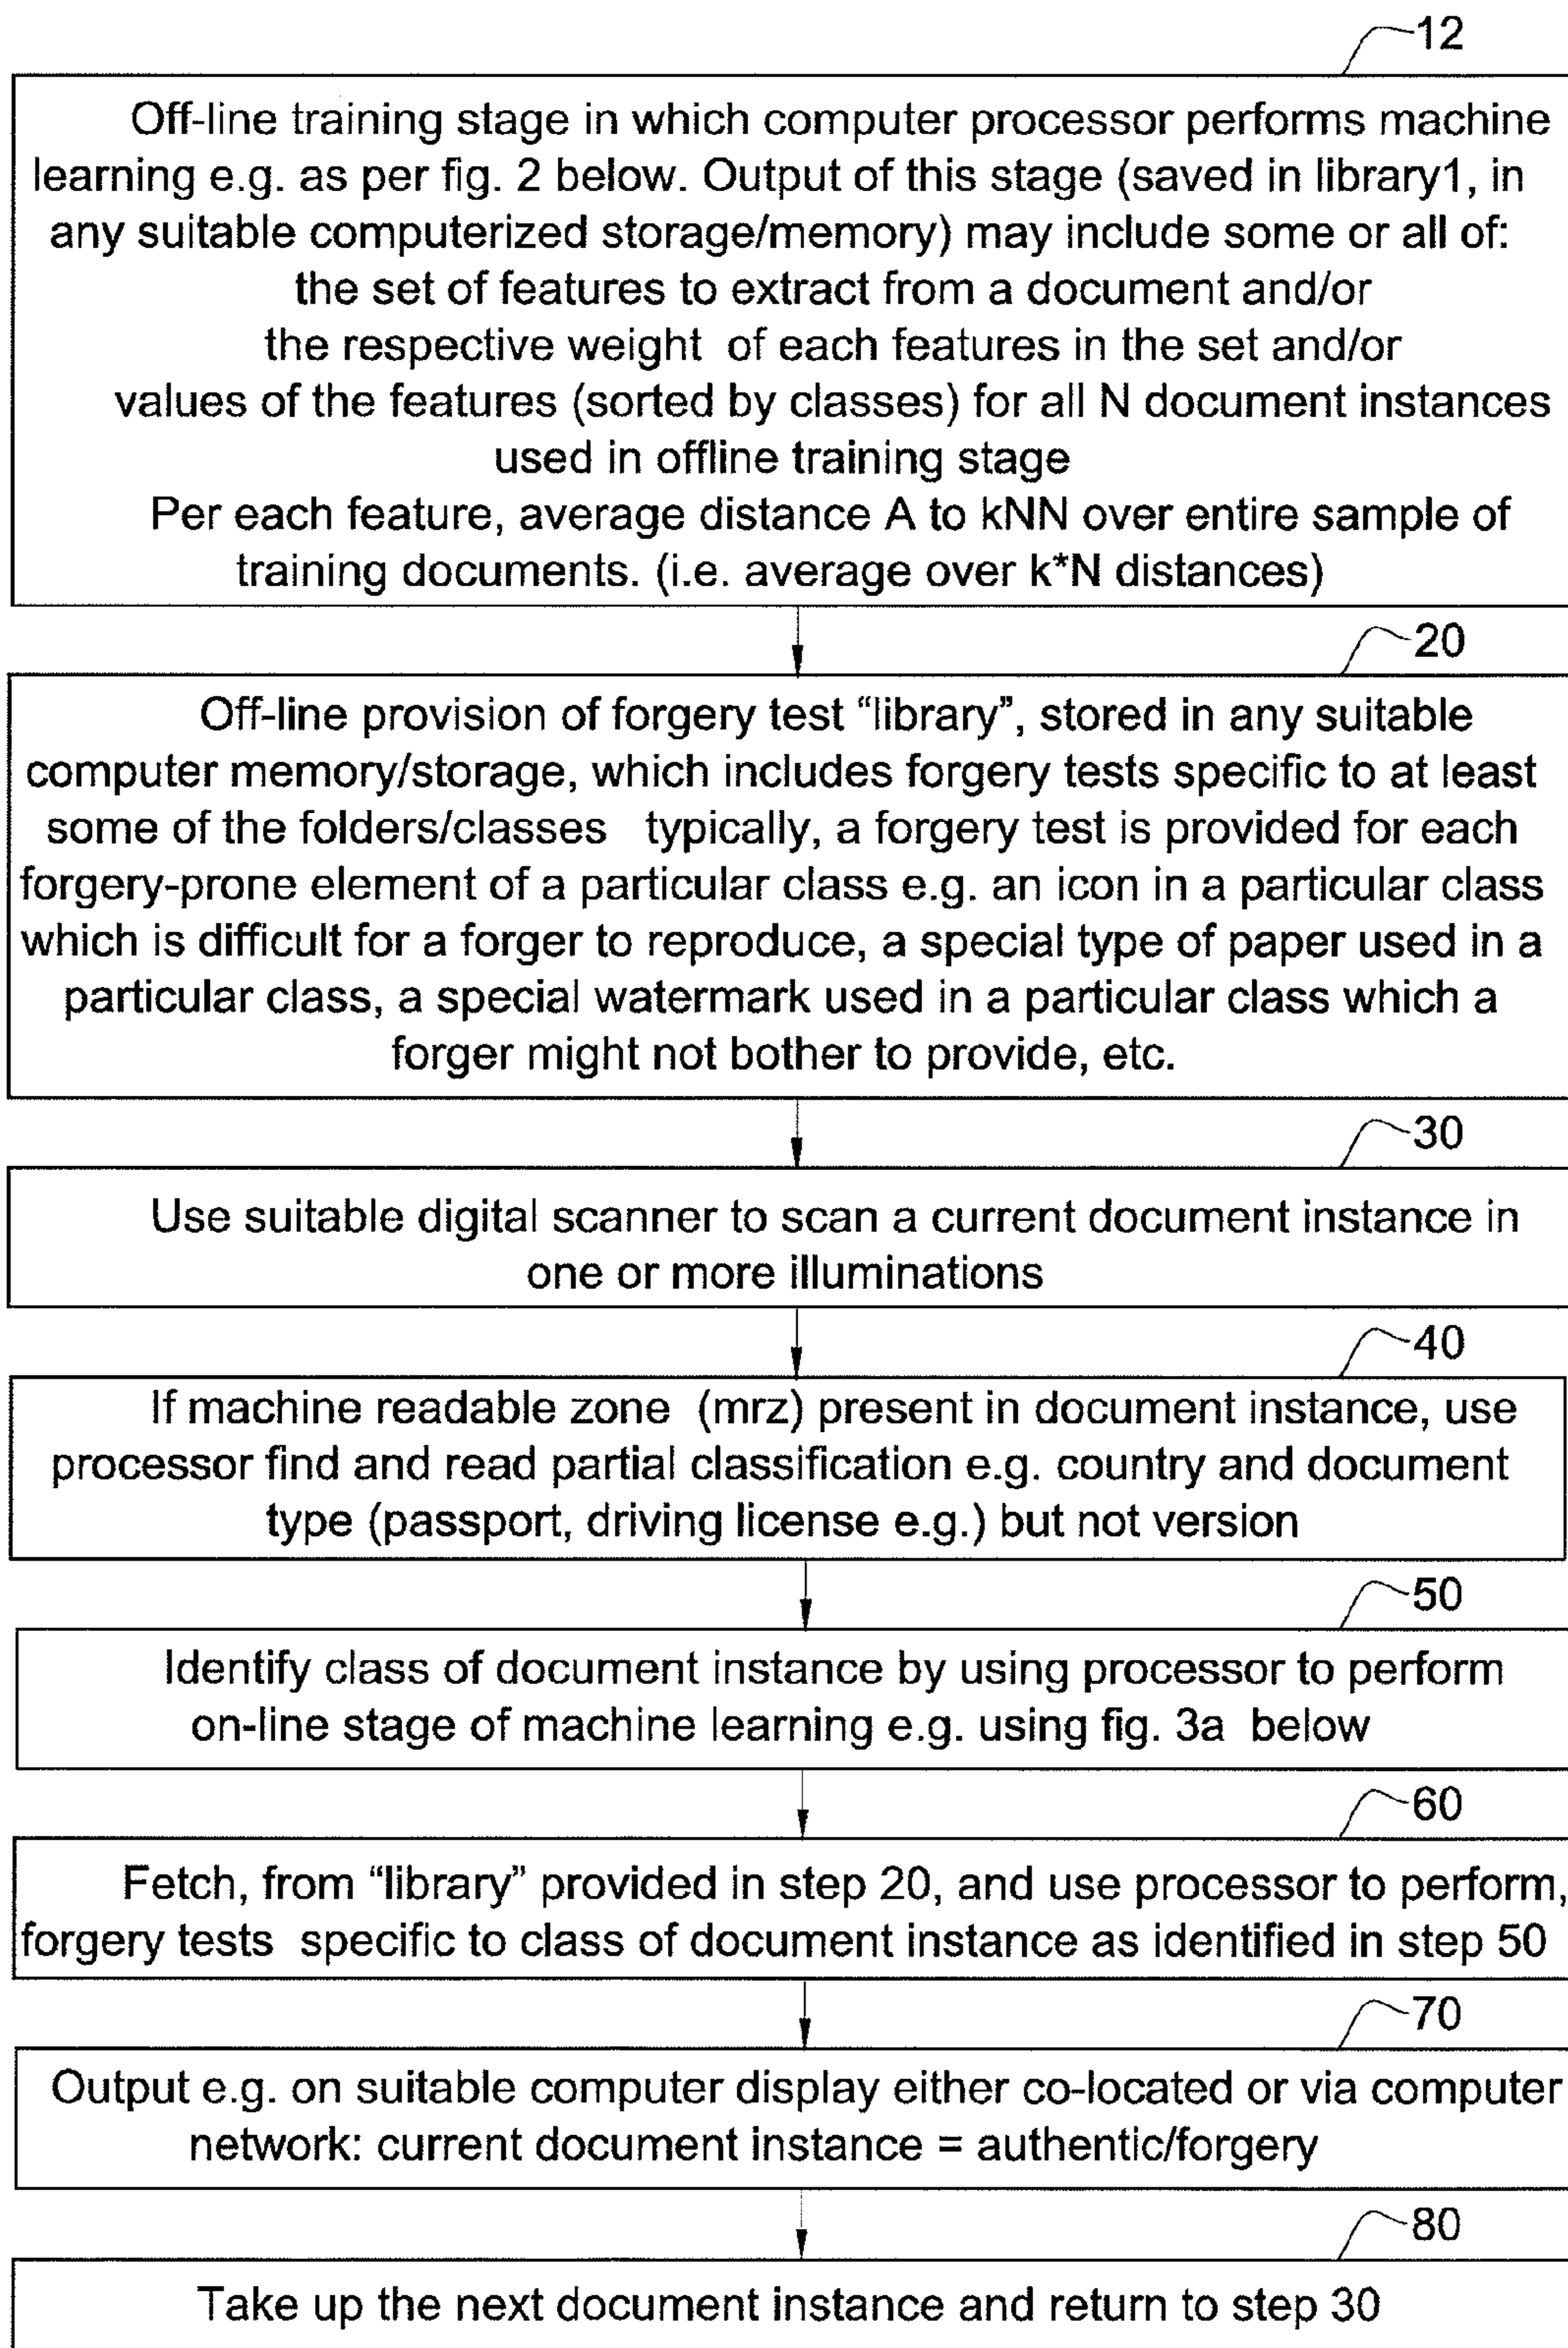 12
Off-line training stage in which computer processor performs machine
learning e.g. as per fig. 2 below. Output of this stage (saved in library1, in
any suitable computerized storage/memory) may include some or all of:
the set of features to extract from a document and/or
the respective weight of each features in the set and/or
values of the features (sorted by classes) for all N document instances
used in offline training stage
Per each feature, average distance A to kNN over entire sample of
training documents. (i.e. average over k*N distances)
20
Off-line provision of forgery test “library”, stored in any suitable
computer memory/storage, which includes forgery tests specific to at least
some of the folders/classes typically, a forgery test is provided for each
forgery-prone element of a particular class e.g. an icon in a particular class
which is difficult for a forger to reproduce, a special type of paper used in a
particular class, a special watermark used in a particular class which a
forger might not bother to provide, etc.
30
Use suitable digital scanner to scan a current document instance in
one or more illuminations
40
If machine readable zone (mrz) present in document instance, use
processor find and read partial classification e.g. country and document
type (passport, driving license e.g.) but not version
50
Identify class of document instance by using processor to perform
on-line stage of machine learning e.g. using fig. 3a below
60
Fetch, from “library” provided in step 20, and use processor to perform,
forgery tests specific to class of document instance as identified in step 50
70
Output e.g. on suitable computer display either co-located or via computer
network: current document instance = authentic/forgery
80
Take up the next document instance and return to step 30